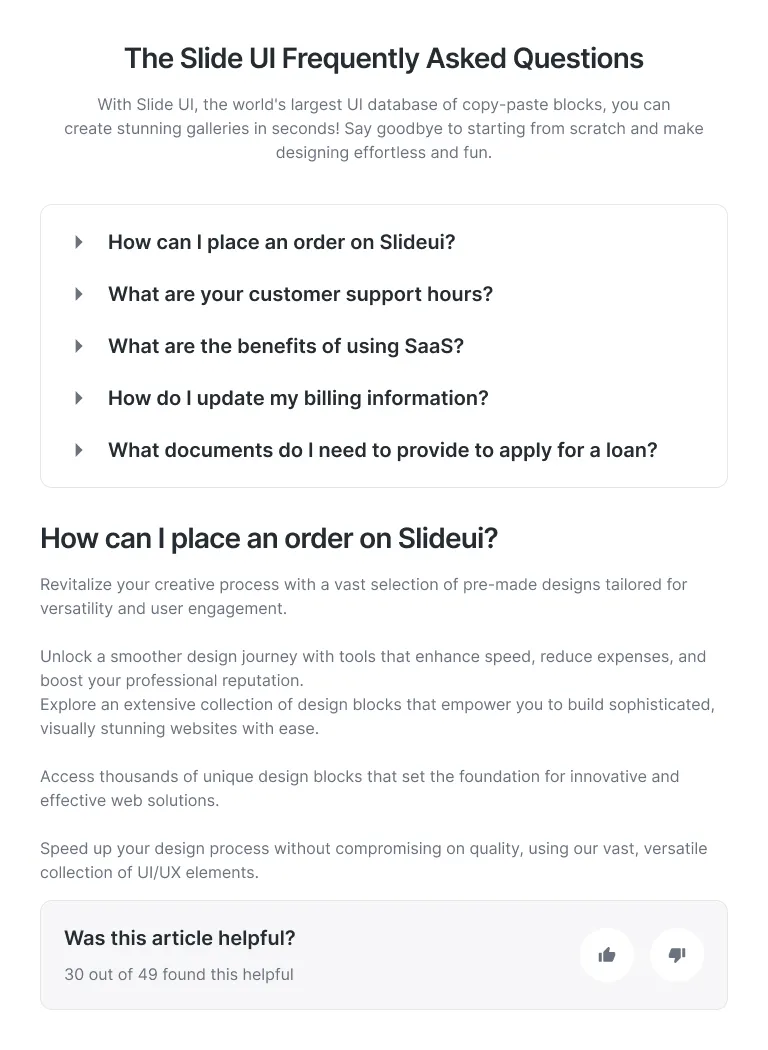 The Slide UI Frequently Asked Questions
With Slide UI, the world's largest UI database of copy-paste blocks, you can
create stunning galleries in seconds! Say goodbye to starting from scratch and make
designing effortless and fun.
How can I place an order on Slideui?
What are your customer support hours?
What are the benefits of using SaaS?
How do I update my billing information?
What documents do I need to provide to apply for a loan?
How can I place an order on Slideui?
Revitalize your creative process with a vast selection of pre-made designs tailored for
versatility and user engagement.
Unlock a smoother design journey with tools that enhance speed, reduce expenses, and
boost your professional reputation.
Explore an extensive collection of design blocks that empower you to build sophisticated,
visually stunning websites with ease.
Access thousands of unique design blocks that set the foundation for innovative and
effective web solutions.
Speed up your design process without compromising on quality, using our vast, versatile
collection of UI/UX elements.
Was this article helpful?
30 out of 49 found this helpful